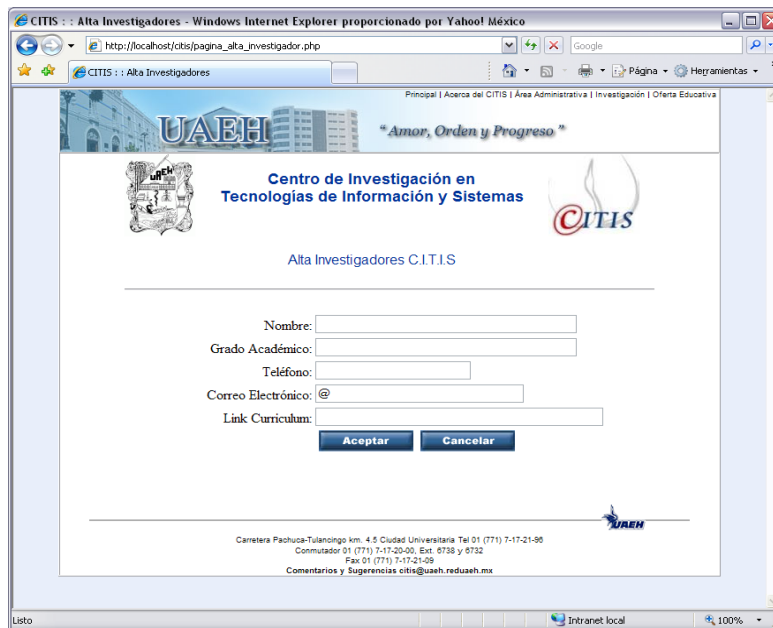 CITIS : : Alta Investigadores - Windows Internet Explorer proporcionado por Yahoo! México
http://localhost/citis/pagina_alta_investigador.php
Google
CITIS : : Alta Investigadores
Página
Herramientas
Principal | Acerca del CITIS | Área Administrativa | Investigación | Oferta Educativa
UAEH
“Amor, Orden y Progreso”
UAEH
Centro de Investigación en
Tecnologías de Información y Sistemas
CITIS
Alta Investigadores C.I.T.I.S
Nombre:
Grado Académico:
Teléfono:
Correo Electrónico: @
Link Curriculum:
Aceptar Cancelar
UAEH
Carretera Pachuca-Tulancingo km. 4.5 Ciudad Universitaria Tel 01 (771) 7-17-21-96
Conmutador 01 (771) 7-17-20-00, Ext. 6738 y 6732
Fax 01 (771) 7-17-21-09
Comentarios y Sugerencias citis@uaeh.reduaeh.mx
Listo
Intranet local
100%